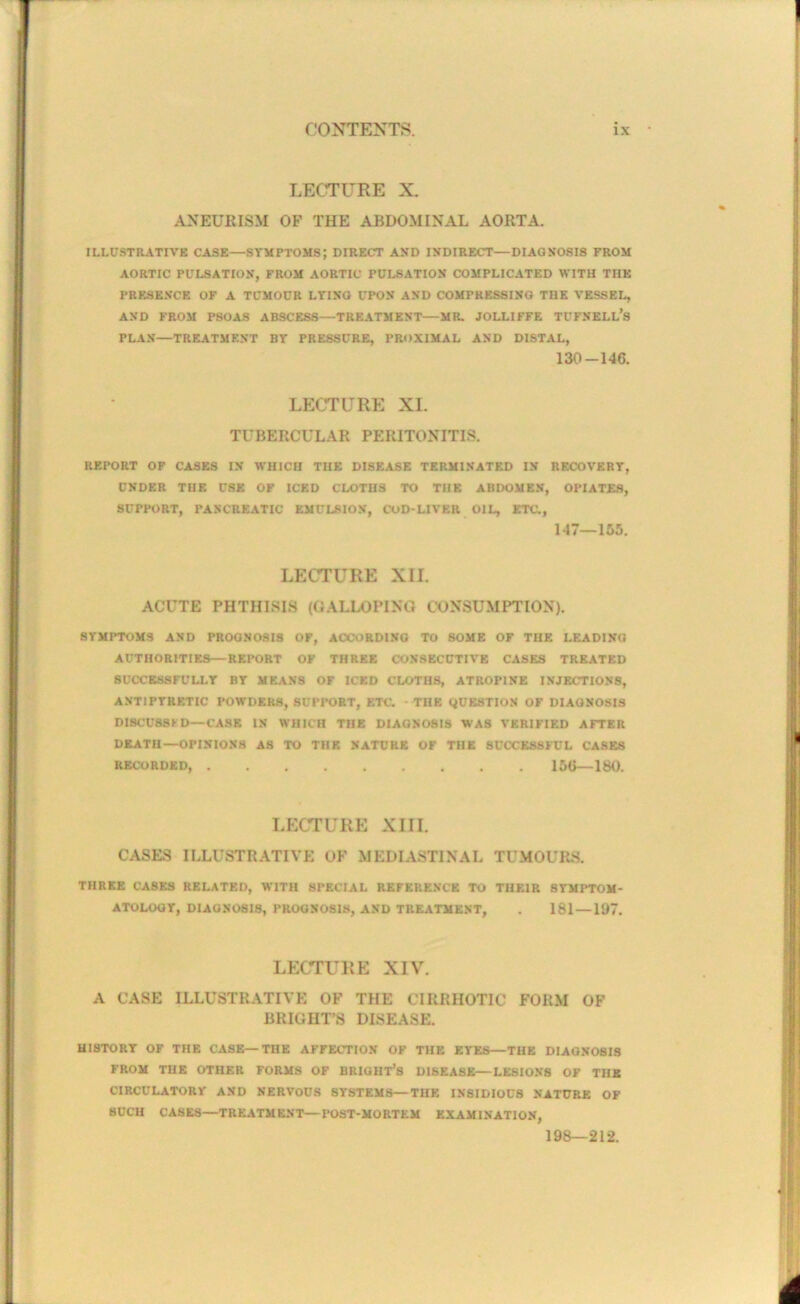 CONTENTS. ix
LECTURE X.
ANEURISM OF THE ABDOMINAL AORTA.
ILLUSTRATIVE CASE—SYMPTOMS; DIRECT AND INDIRECT—DIAGNOSIS FROM
AORTIC PULSATION, FROM AORTIC PULSATION COMPLICATED WITH THE
PRESENCE OF A TUMOUR LYING UPON AND COMPRESSING THE VESSEL,
AND FROM PSOAS ABSCESS—TREATMENT—MR. JOLLIFFE TUFNELL'S
PLAN—TREATMENT BY PRESSURE, PROXIMAL AND DISTAL,
130-146.
LECTURE XI.
TUBERCULAR PERITONITIS.
REPORT OF CASES IN WHICH THE DISEASE TERMINATED IN RECOVERY,
UNDER THE USE OF ICED CLOTHS TO THE ABDOMEN, OPIATES,
SUPPORT, PANCREATIC EMULSION, COD-LIVER OIL, ETC.,
147—155.
LECTURE XII.
ACUTE PHTHISIS (GALLOPING CONSUMPTION).
SYMPTOMS AND PROGNOSIS OF, ACCORDING TO SOME OF THE LEADING
AUTHORITIES—REPORT OF THREE CONSECUTIVE CASES TREATED
SUCCESSFULLY BY MEANS OF ICED CLOTHS, ATROPINE INJECTIONS,
ANTIPYRETIC POWDERS, SUPPORT, ETC. - THE QUESTION OF DIAGNOSIS
DISCUSSED—CASE IN WHICH THE DIAGNOSIS WAS VERIFIED AFTER
DEATH—OPINIONS AS TO THE NATURE OF THE SUCCESSFUL CASES
RECORDED, . . . . . . . . . 156—180.
LECTURE XIII.
CASES ILLUSTRATIVE OF MEDIASTINAL TUMOURS.
THREE CASES RELATED, WITH SPECIAL REFERENCE TO THEIR SYMPTOM-
ATOLOGY, DIAGNOSIS, PROGNOSIS, AND TREATMENT, . 181—197.
LECTURE XIV.
A CASE ILLUSTRATIVE OF THE CIRRHOTIC FORM OF
BRIGHT'S DISEASE.
HISTORY OF THE CASE—THE AFFECTION OF THE EYES—THE DIAGNOSIS
FROM THE OTHER FORMS OF BRIGHT'S DISEASE—LESIONS OF THE
CIRCULATORY AND NERVOUS SYSTEMS—THE INSIDIOUS NATURE OF
SUCH CASES—TREATMENT—POST-MORTEM EXAMINATION,
198—212.